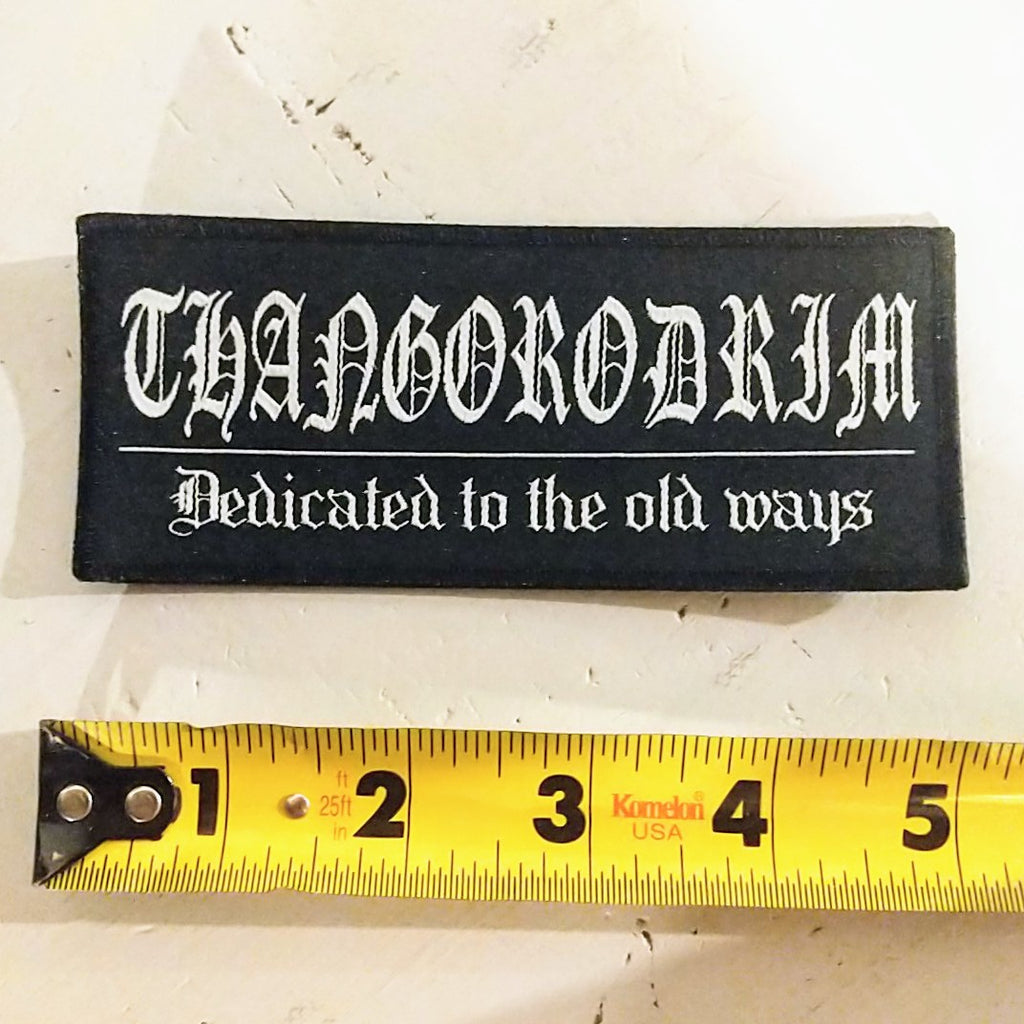 THANGORODRIM
Dedicated to the old ways
1 2 3 4 5
ft
25ft
in
Komelon®
USA